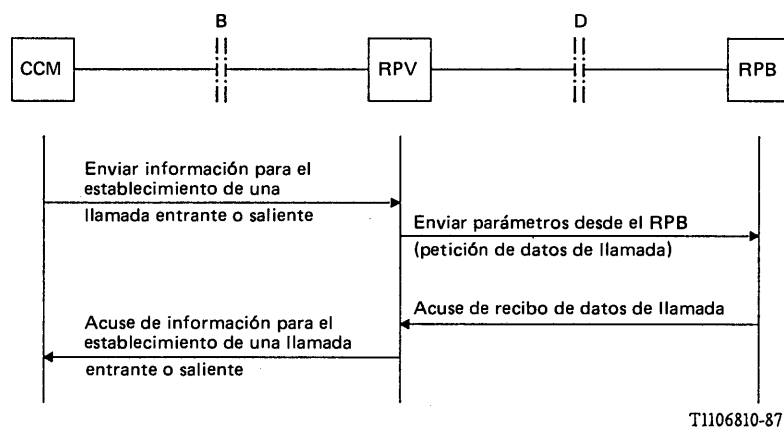 B
D
CCM
RPV
RPB
Enviar información para el
establecimiento de una
llamada entrante o saliente
Enviar parámetros desde el RPB
(petición de datos de llamada)
Acuse de recibo de datos de llamada
Acuse de información para el
establecimiento de una llamada
entrante o saliente
T1106810-87